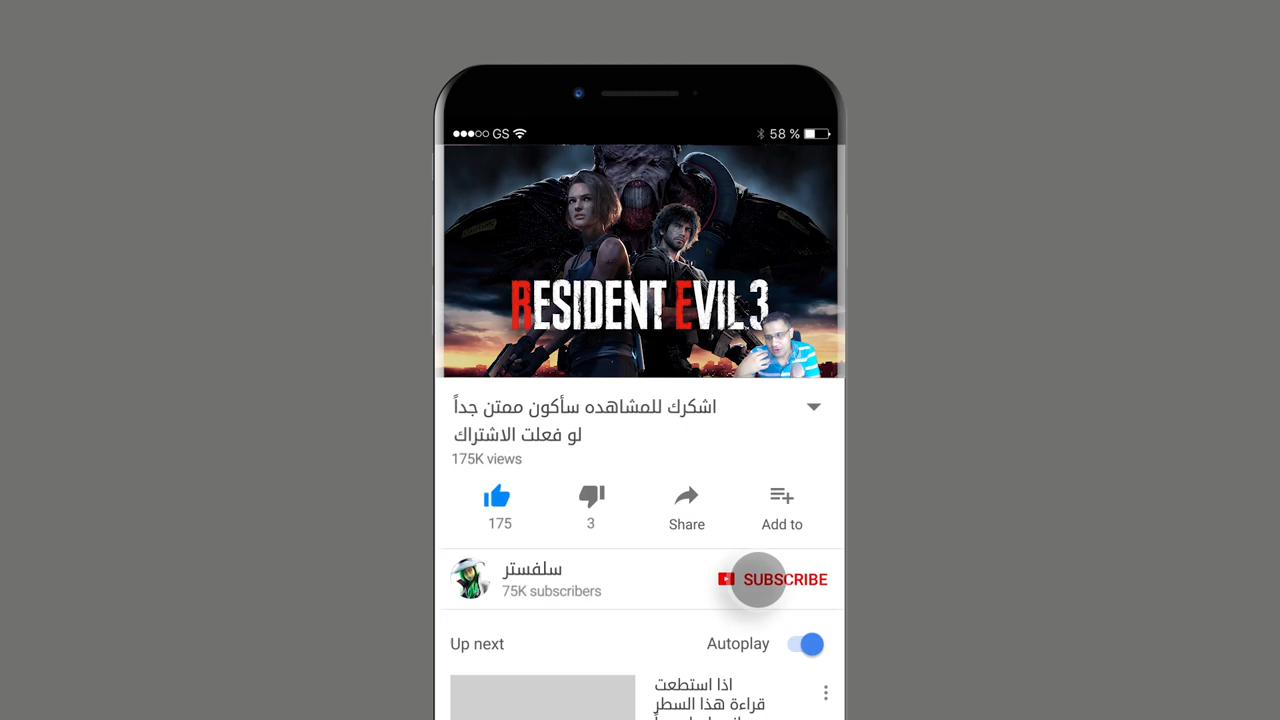 GS
58 %
RESIDENT EVIL 3
اشكرك للمشاهده سأكون ممتن جداً
لو فعلت الاشتراك
175K views
175
3
Share
Add to
سلفستر
75K subscribers
SUBSCRIBE
Up next
Autoplay
اذا استطعت
قراءة هذا السطر